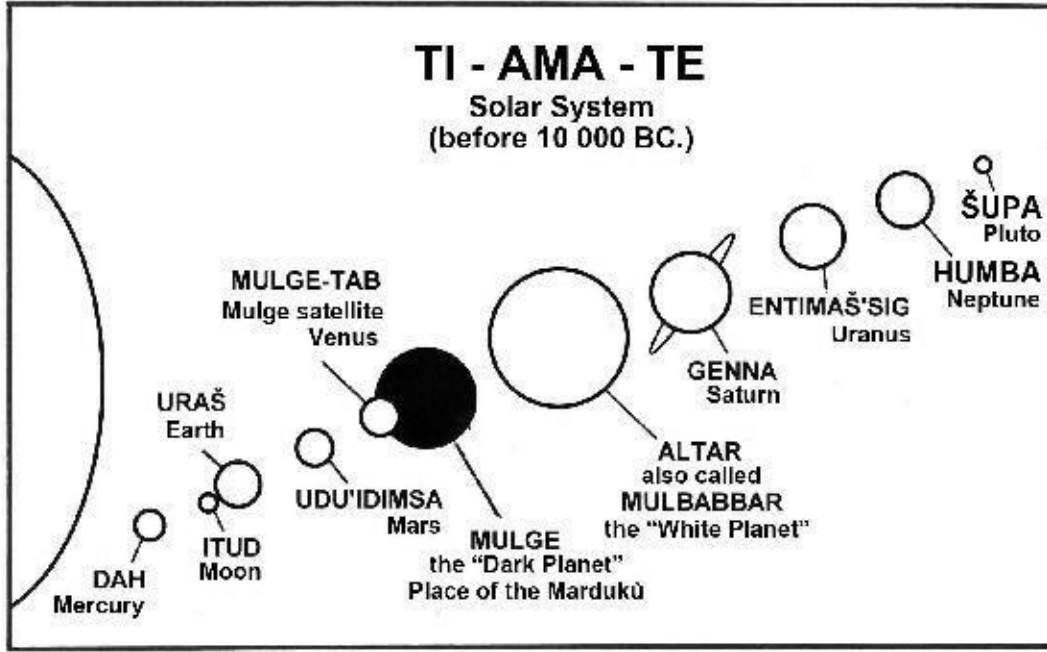 TI - AMA - TE
Solar System
(before 10 000 BC.)
ŠUPA
Pluto
HUMBA
Neptune
ENTIMAŠ'SIG
Uranus
GENNA
Saturn
MULGE-TAB
Mulge satellite
Venus
ALTAR
also called
MULBABBAR
the “White Planet”
URAŠ
Earth
UDU'IDIMSA
Mars
MULGE
the “Dark Planet”
Place of the Marduků
ITUD
Moon
DAH
Mercury